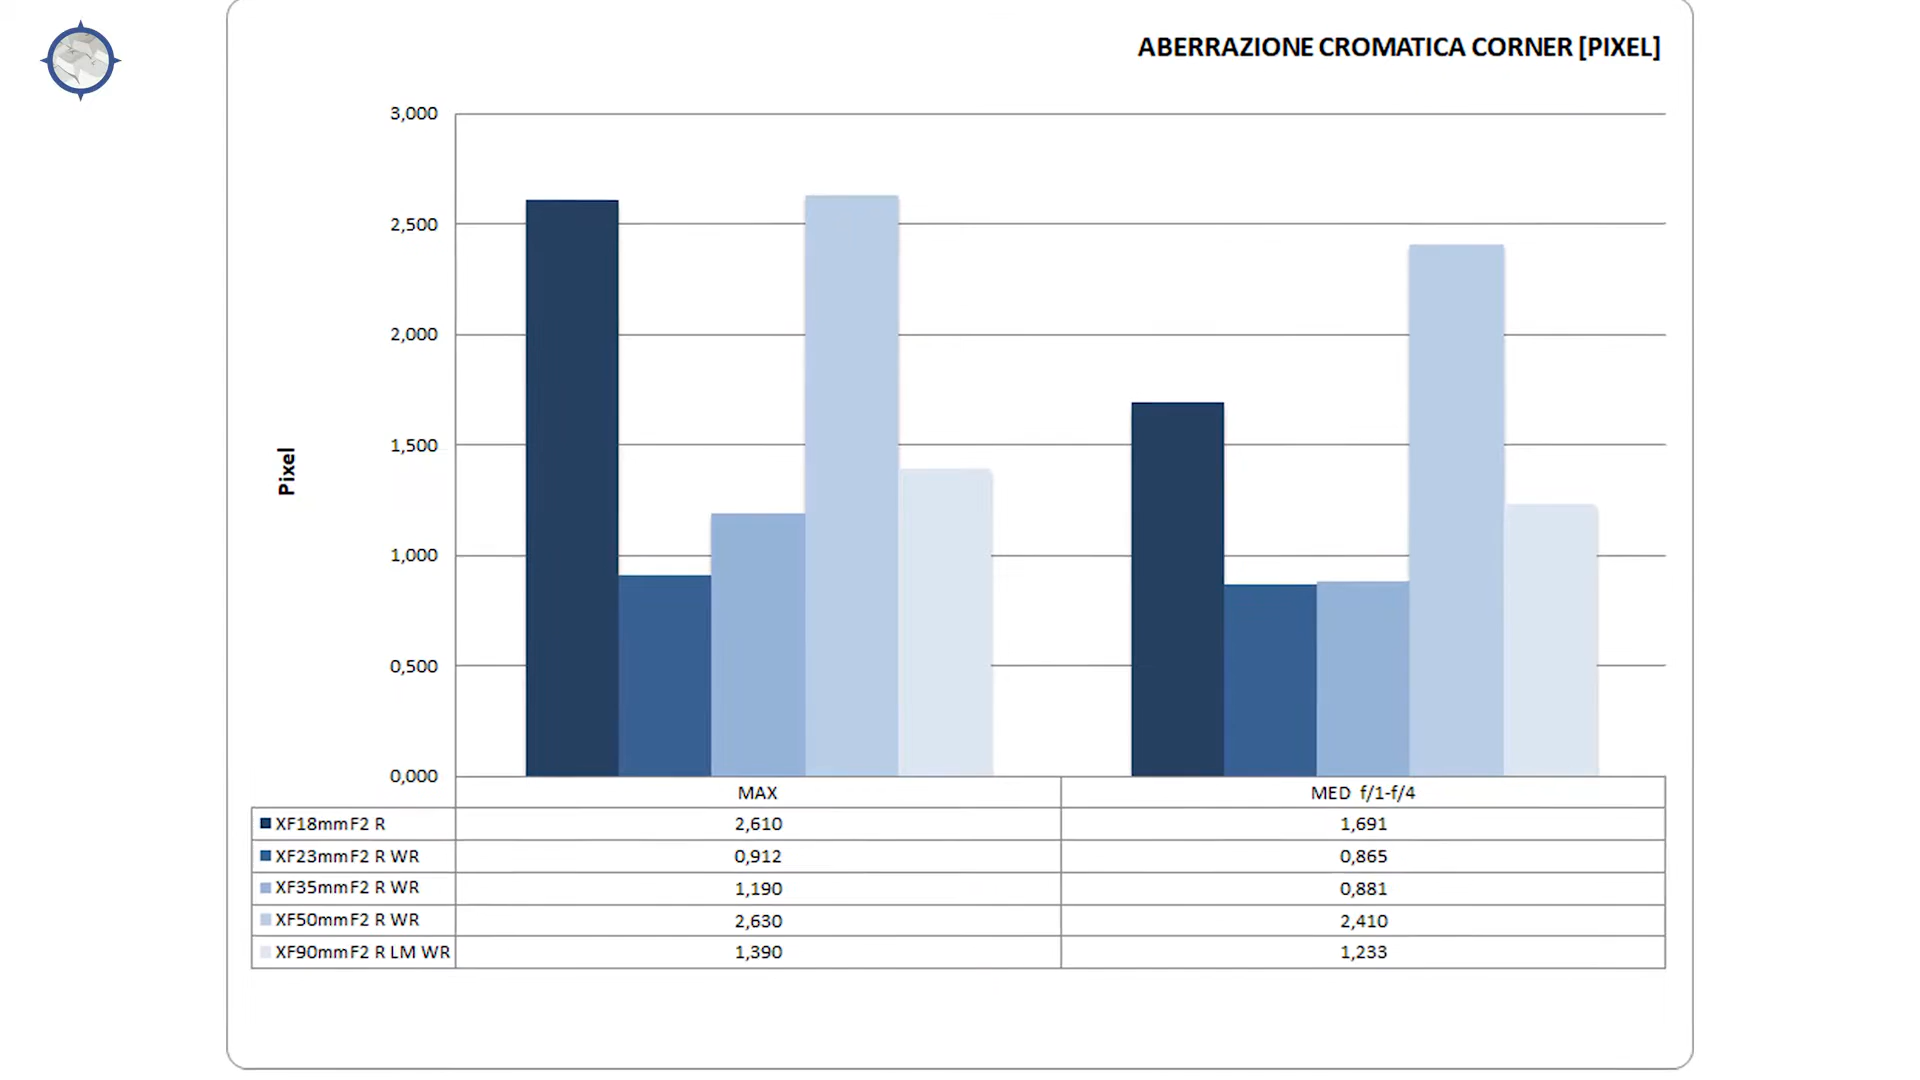 ABERRAZIONE CROMATICA CORNER [PIXEL]
3,000
2,500
2,000
1,500
1,000
0,500
0,000
Pixel
MAX MED f/1-f/4
XF18mmF2 R 2,610 1,691
XF23mmF2 R WR 0,912 0,865
XF35mmF2 R WR 1,190 0,881
XF50mmF2 R WR 2,630 2,410
XF90mmF2 R LM WR 1,390 1,233